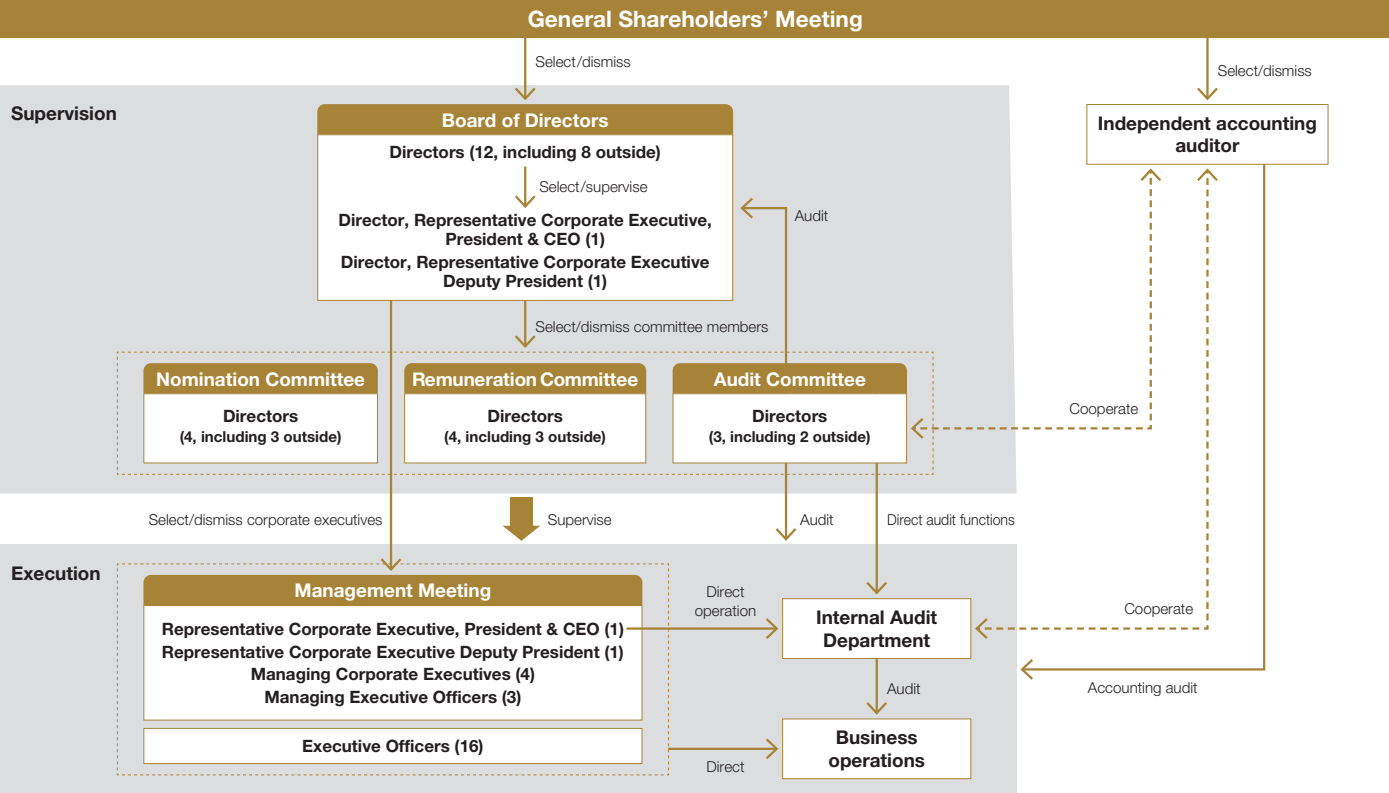 General Shareholders’ Meeting
Select/dismiss
Select/dismiss
Supervision
Board of Directors
Directors (12, including 8 outside)
Select/supervise
Director, Representative Corporate Executive,
President & CEO (1)
Director, Representative Corporate Executive
Deputy President (1)
Audit
Independent accounting
auditor
Select/dismiss committee members
Nomination Committee
Directors
(4, including 3 outside)
Remuneration Committee
Directors
(4, including 3 outside)
Audit Committee
Directors
(3, including 2 outside)
Cooperate
Select/dismiss corporate executives
Supervise
Audit
Direct audit functions
Execution
Management Meeting
Representative Corporate Executive, President & CEO (1)
Representative Corporate Executive Deputy President (1)
Managing Corporate Executives (4)
Managing Executive Officers (3)
Executive Officers (16)
Direct
operation
Internal Audit
Department
Cooperate
Audit
Accounting audit
Direct
Business
operations